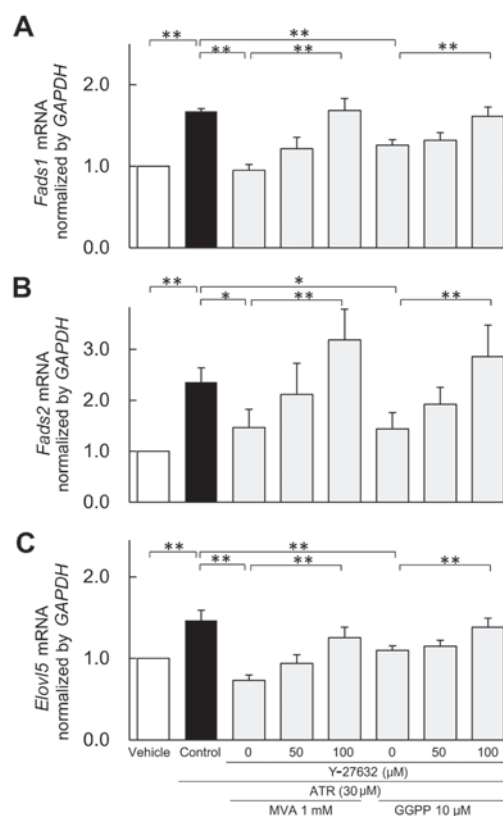 A
** ** ** ** **
Fads1 mRNA
normalized by GAPDH
2.0
1.0
0.0
B
** * * ** **
Fads2 mRNA
normalized by GAPDH
3.0
2.0
1.0
0.0
C
** ** ** ** **
Elovl5 mRNA
normalized by GAPDH
2.0
1.0
0.0
Vehicle Control 0 50 100 0 50 100
Y-27632 (µM)
ATR (30 µM)
MVA 1 mM GGPP 10 µM